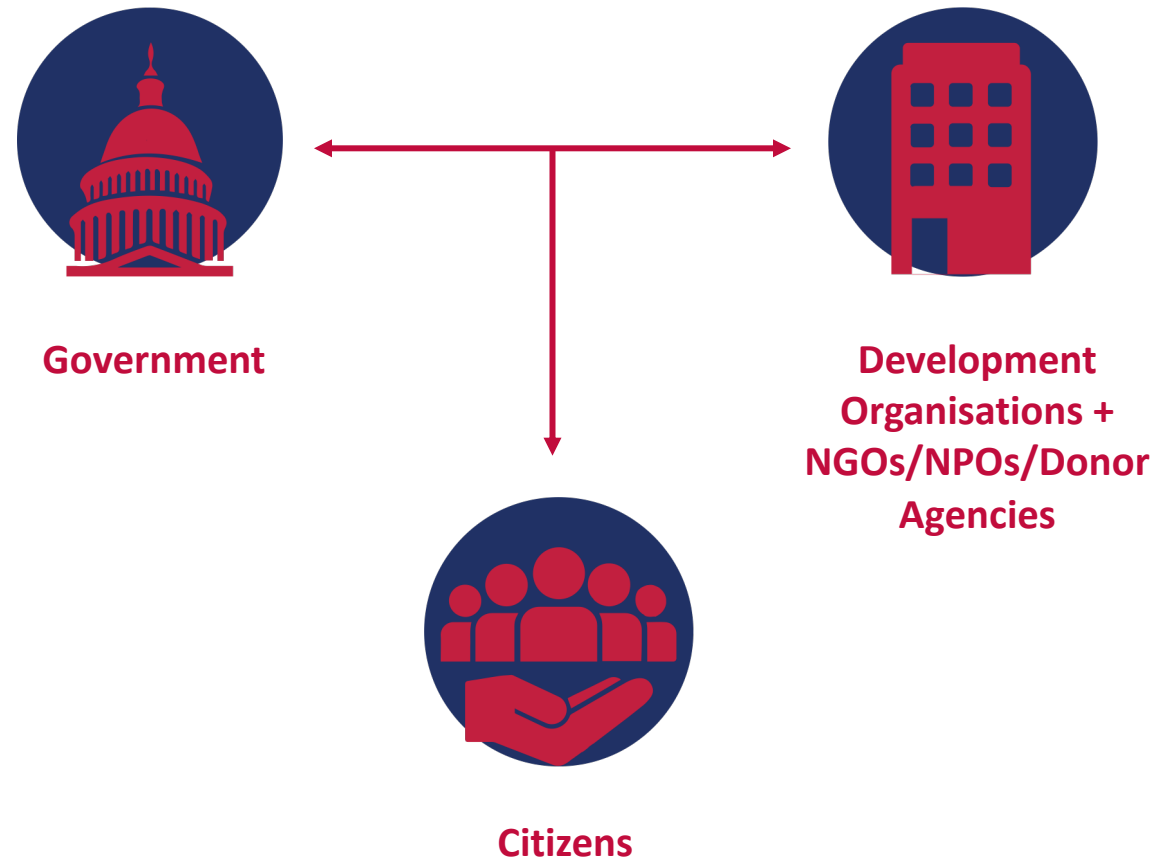 Government
Development
Organisations +
NGOs/NPOs/Donor
Agencies
Citizens